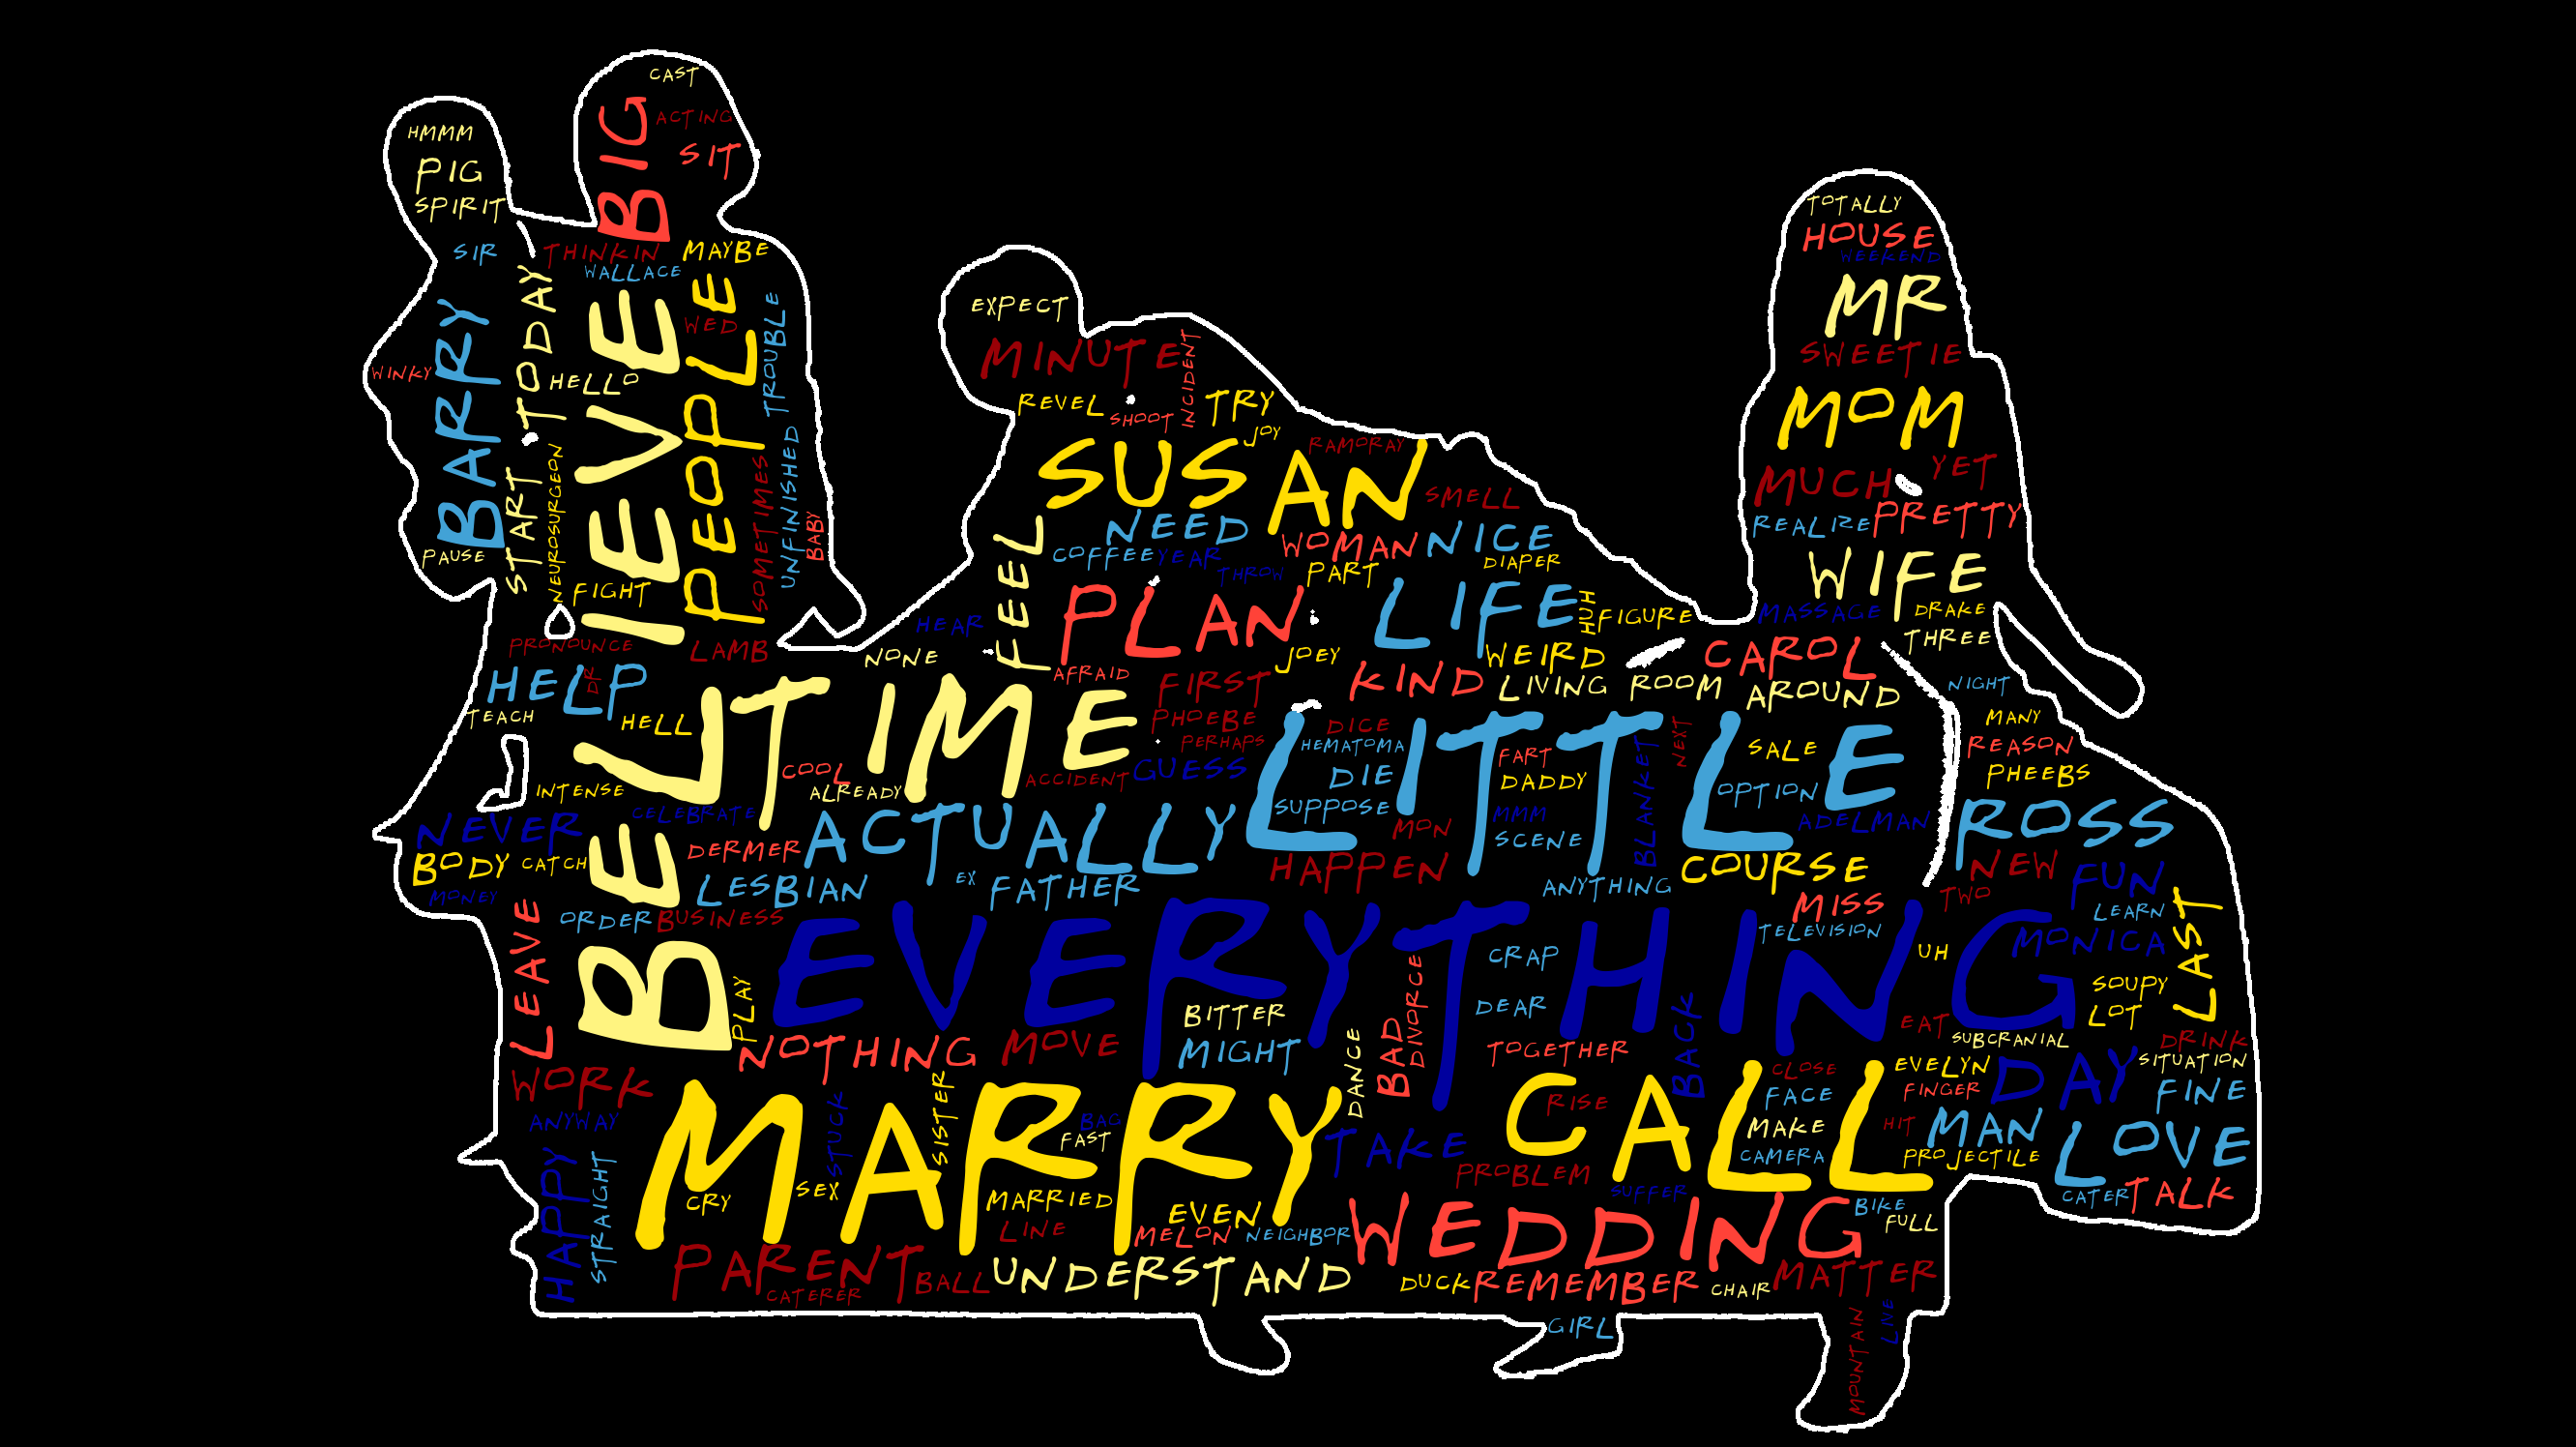 CAST
BIG
ACTING
SIT
HMMM
PIG
SPIRIT
SIR
THINKIN
MAYBE
WALLACE
TODAY
BELIEVE
PEOPLE
WED
TROUBLE
BARRY
WINKY
HELLO
START
NEUROSURGEON
SOMETIMES
UNFINISHED
BABY
PAUSE
FIGHT
PRONOUNCE
LAMB
HELP
DR
TEACH
HELL
INTENSE
NEVER
CELEBRATE
BODY
CATCH
MONEY
DERMER
LESBIAN
ORDER
BUSINESS
LEAVE
PLAY
WORK
ANYWAY
HAPPY
STRAIGHT
EXPECT
MINUTE
INCIDENT
REVEL
SHOOT
TRY
JOY
RAMORAY
SUSAN
SMELL
NEED
WOMAN
NICE
COFFEE
YEAR
THROW
PART
DIAPER
FEEL
HEAR
NONE
PLAN
LIFE
HUH
FIGURE
JOEY
WEIRD
AFRAID
FIRST
KIND
LIVING ROOM
TIME
PHOEBE
PERHAPS
DICE
COOL
ALREADY
ACCIDENT
GUESS
LITTLE
HEMATOMA
DIE
SUPPOSE
FART
DADDY
MMM
SCENE
BLANKET
NEXT
SALE
OPTION
ADELMAN
ACTUALLY
MON
HAPPEN
EX
FATHER
ANYTHING
COURSE
TOTALLY
HOUSE
WEEKEND
MR
SWEETIE
MOM
MUCH
YET
REALIZE
PRETTY
WIFE
MASSAGE
DRAKE
THREE
CAROL
AROUND
NIGHT
MANY
REASON
PHEEBS
ROSS
NEW
FUN
TWO
LEARN
LAST
MISS
TELEVISION
EVERYTHING
CRAP
DEAR
DIVORCE
BAD
UH
MONICA
SOUPY
LOT
EAT
SUBCRANIAL
DRINK
SITUATION
BITTER
MIGHT
NOTHING
MOVE
DANCE
TOGETHER
BACK
CLOSE
EVELYN
DAY
FINE
FACE
FINGER
MARRY
STUCK
SISTER
BAG
FAST
TAKE
CALL
RISE
MAKE
CAMERA
HIT
MAN
LOVE
PROJECTILE
CRY
SEX
MARRIED
PROBLEM
SUFFER
CATER
TALK
LINE
EVEN
MELON
NEIGHBOR
WEDDING
BIKE
FULL
PARENT
CATERER
BALL
UNDERSTAND
DUCK
REMEMBER
CHAIR
MATTER
GIRL
MOUNTAIN
LIVE